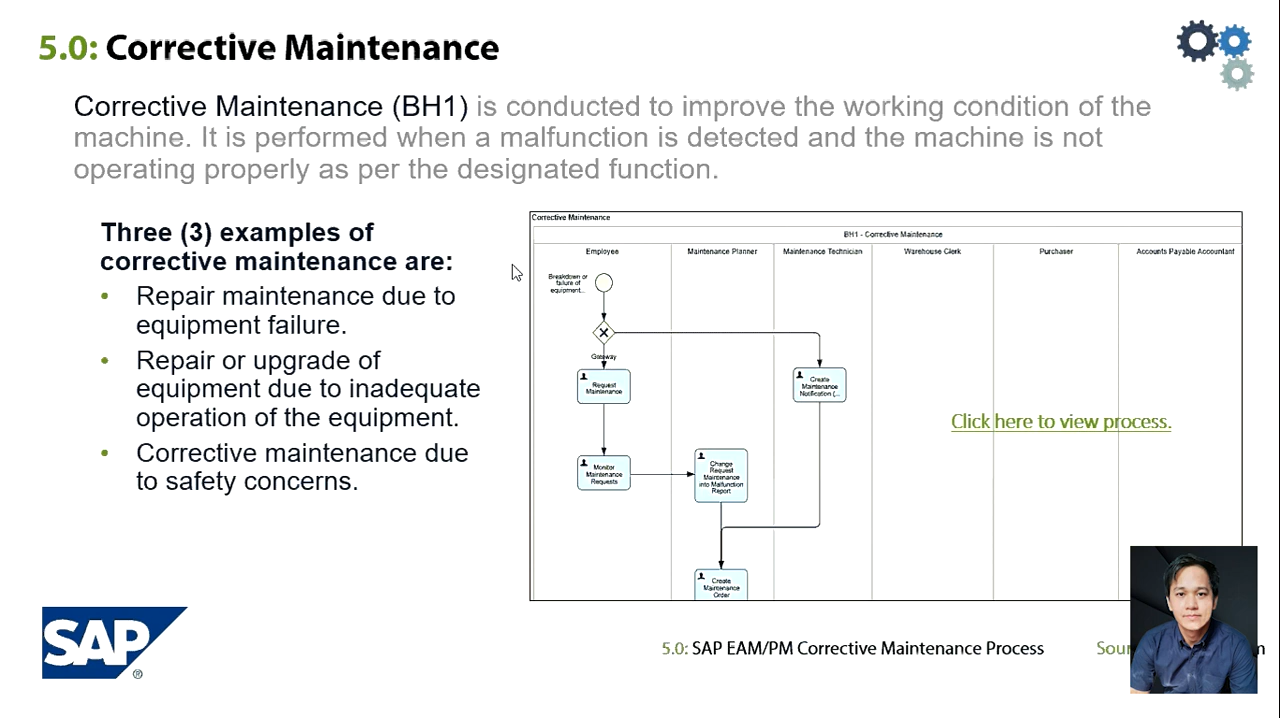 5.0: Corrective Maintenance
Corrective Maintenance (BH1) is conducted to improve the working condition of the
machine. It is performed when a malfunction is detected and the machine is not
operating properly as per the designated function.
Three (3) examples of
corrective maintenance are:
• Repair maintenance due to
equipment failure.
• Repair or upgrade of
equipment due to inadequate
operation of the equipment.
• Corrective maintenance due
to safety concerns.
Corrective Maintenance
BH1 - Corrective Maintenance
Employee
Maintenance Planner
Maintenance Technician
Warehouse Clerk
Purchaser
Accounts Payable Accountant
Breakdown or
failure of
equipment...
Gateway
Request
Maintenance
Create
Maintenance
Notification (...
Click here to view process.
Monitor
Maintenance
Requests
Change
Request
Maintenance
into Malfunction
Report
Create
Maintenance
Order
SAP
®
5.0: SAP EAM/PM Corrective Maintenance Process